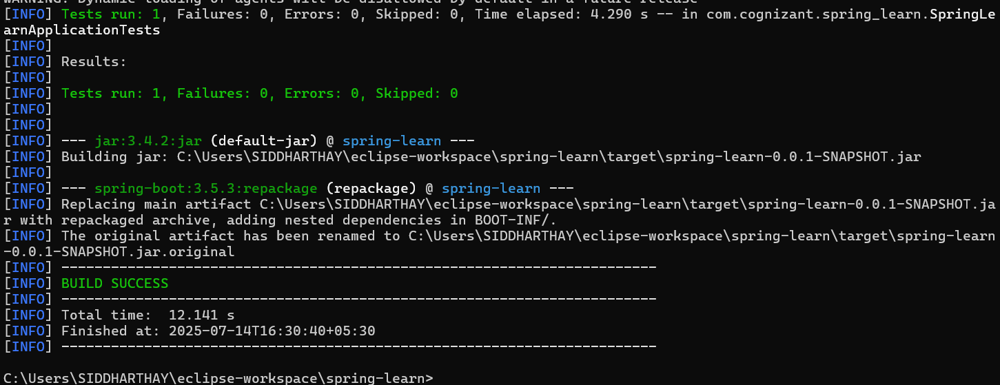 WARNING: Dynamic loading of agents will be disallowed by default in a future release
[INFO] Tests run: 1, Failures: 0, Errors: 0, Skipped: 0, Time elapsed: 4.290 s -- in com.cognizant.spring_learn.SpringLe
arnApplicationTests
[INFO]
[INFO] Results:
[INFO]
[INFO] Tests run: 1, Failures: 0, Errors: 0, Skipped: 0
[INFO]
[INFO]
[INFO] --- jar:3.4.2:jar (default-jar) @ spring-learn ---
[INFO] Building jar: C:\Users\SIDDHARTHAY\eclipse-workspace\spring-learn\target\spring-learn-0.0.1-SNAPSHOT.jar
[INFO]
[INFO] --- spring-boot:3.5.3:repackage (repackage) @ spring-learn ---
[INFO] Replacing main artifact C:\Users\SIDDHARTHAY\eclipse-workspace\spring-learn\target\spring-learn-0.0.1-SNAPSHOT.ja
r with repackaged archive, adding nested dependencies in BOOT-INF/.
[INFO] The original artifact has been renamed to C:\Users\SIDDHARTHAY\eclipse-workspace\spring-learn\target\spring-learn
-0.0.1-SNAPSHOT.jar.original
[INFO] ------------------------------------------------------------------------
[INFO] BUILD SUCCESS
[INFO] ------------------------------------------------------------------------
[INFO] Total time:  12.141 s
[INFO] Finished at: 2025-07-14T16:30:40+05:30
[INFO] ------------------------------------------------------------------------
C:\Users\SIDDHARTHAY\eclipse-workspace\spring-learn>